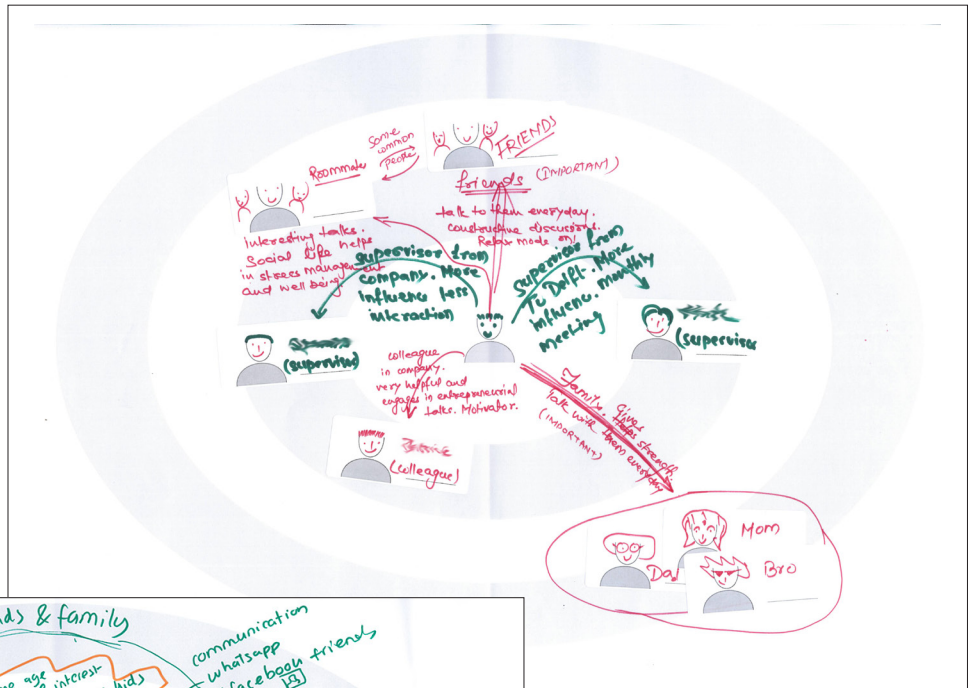 Some
common
people
FRIENDS
Roommates
friends (IMPORTANT)
talk to them everyday.
constructive discussions.
Relax mode on!
Interesting talks.
Social life helps
in stress management
and well being
supervisor from
company. More
Influence less
interaction
Supervisor from
TU Delft. More
influence. monthly
meeting
(supervisor)
(supervisor
colleague
in company.
very helpful and
engages in entrepreneurial
talks. Motivator.
(colleague)
Family. gives
strength.
talk with them everyday
(IMPORTANT)
Mom
Dad
Bro
ds & family
communication
- whatsapp
facebook friends
age
interest
kids